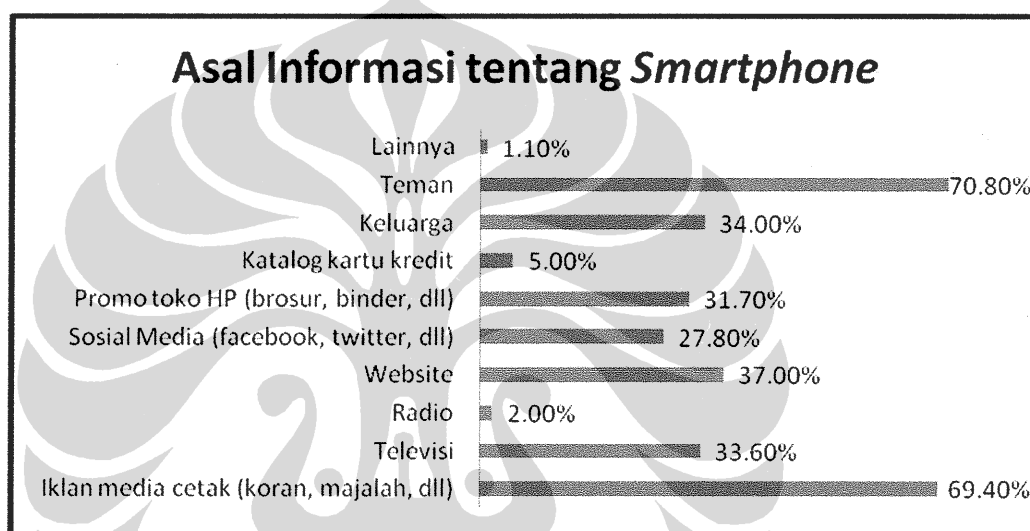 Asal Informasi tentang Smartphone
Lainnya 1.10%
Teman 70.80%
Keluarga 34.00%
Katalog kartu kredit 5.00%
Promo toko HP (brosur, binder, dll) 31.70%
Sosial Media (facebook, twitter, dll) 27.80%
Website 37.00%
Radio 2.00%
Televisi 33.60%
Iklan media cetak (koran, majalah, dll) 69.40%